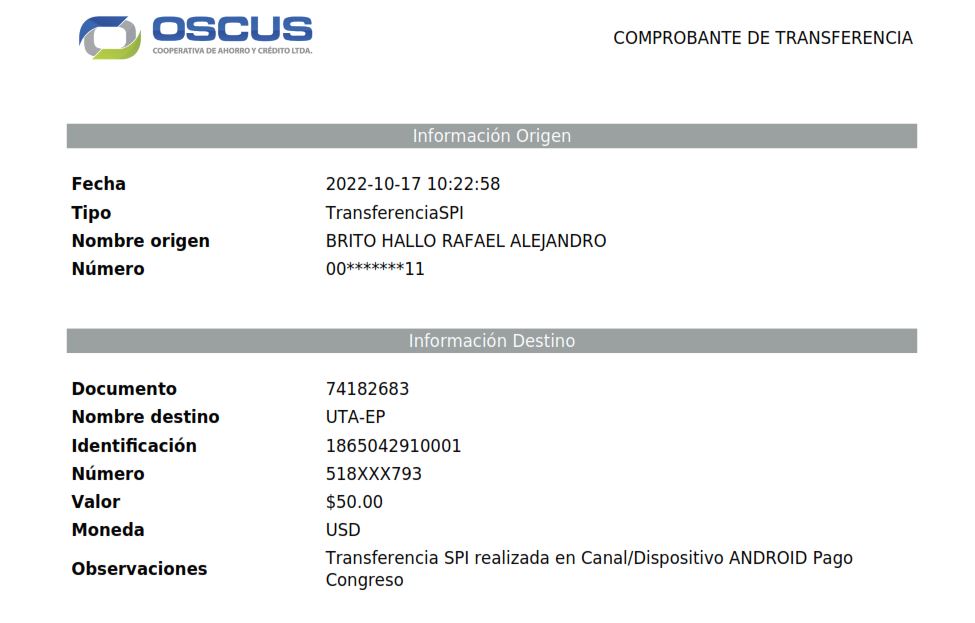 OSCUS
COOPERATIVA DE AHORRO Y CRÉDITO LTDA.
COMPROBANTE DE TRANSFERENCIA
Información Origen
Fecha 2022-10-17 10:22:58
Tipo TransferenciaSPI
Nombre origen BRITO HALLO RAFAEL ALEJANDRO
Número 00*******11
Información Destino
Documento 74182683
Nombre destino UTA-EP
Identificación 1865042910001
Número 518XXX793
Valor $50.00
Moneda USD
Observaciones Transferencia SPI realizada en Canal/Dispositivo ANDROID Pago
Congreso